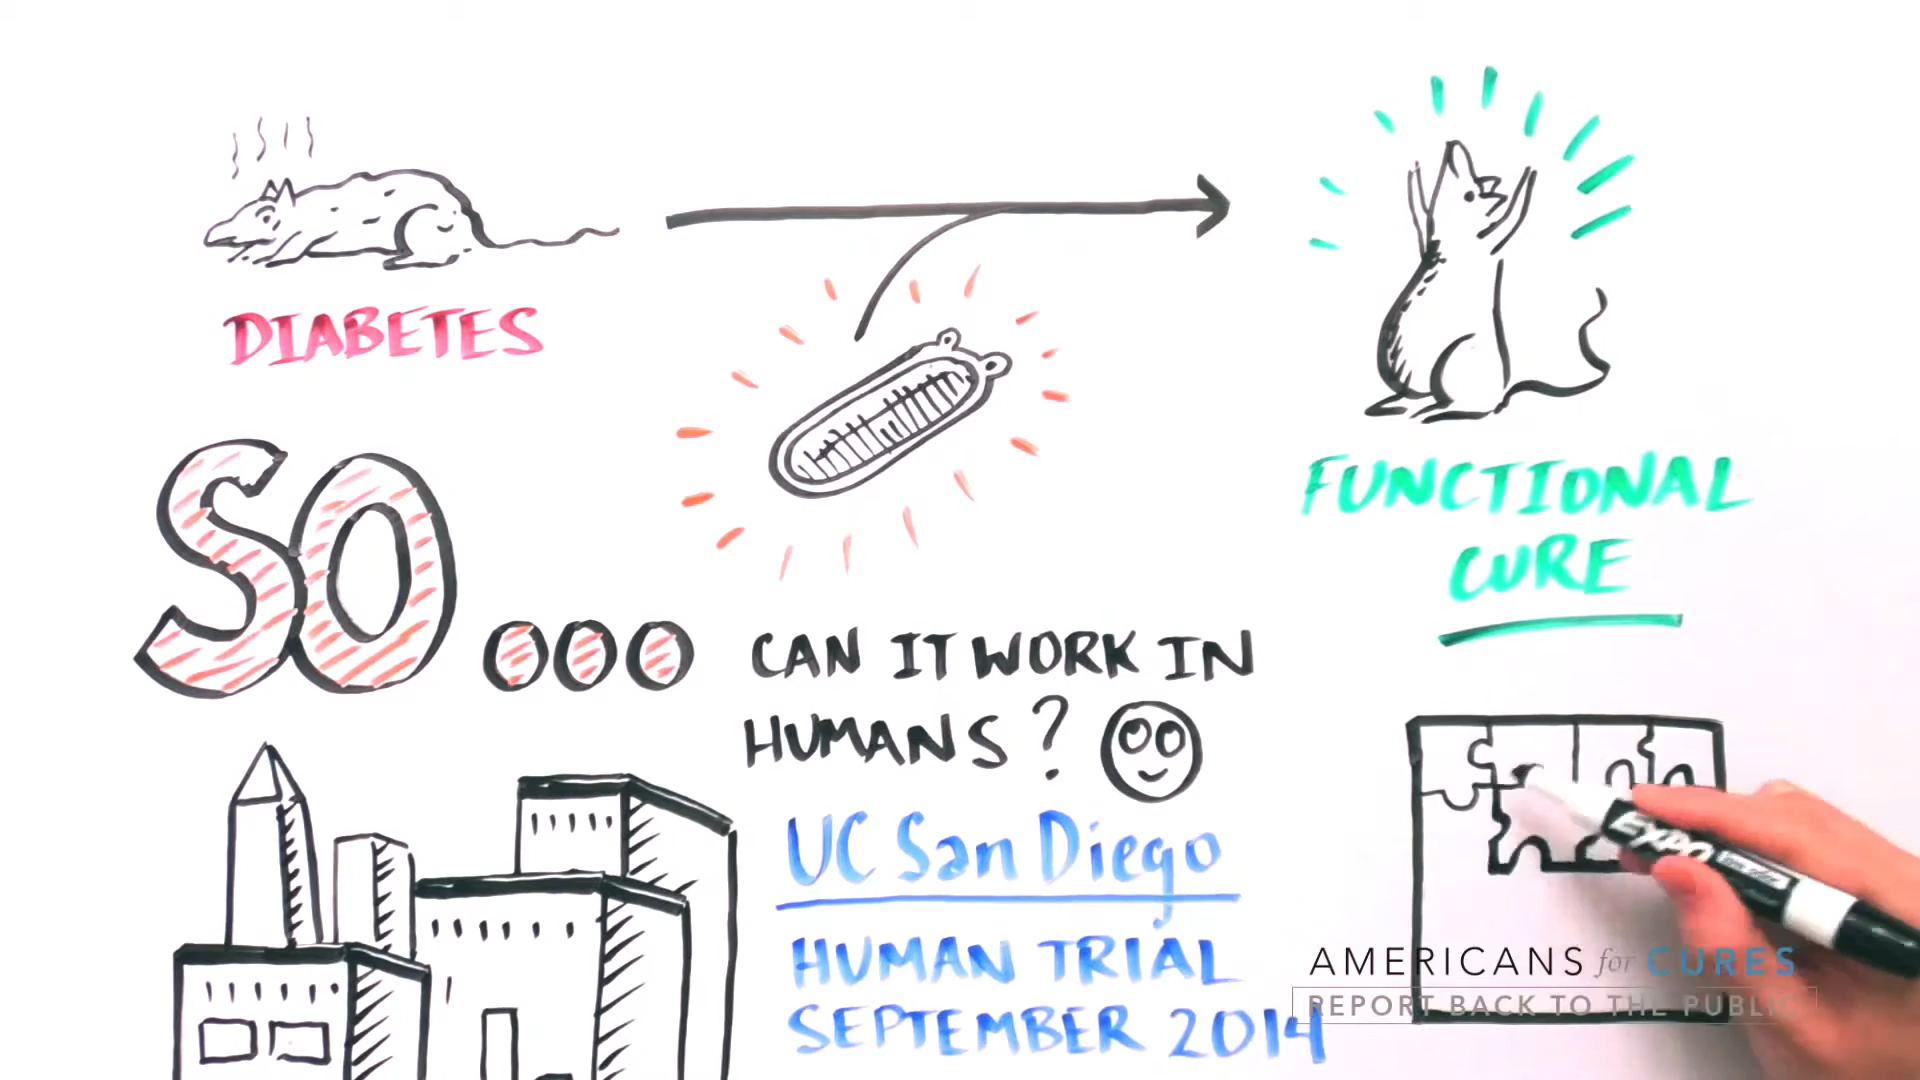 DIABETES
FUNCTIONAL
CURE
SO...
CAN IT WORK IN
HUMANS?
UC San Diego
HUMAN TRIAL
SEPTEMBER 2014
EXPO
AMERICANS for CURES
REPORT BACK TO THE PUBLIC